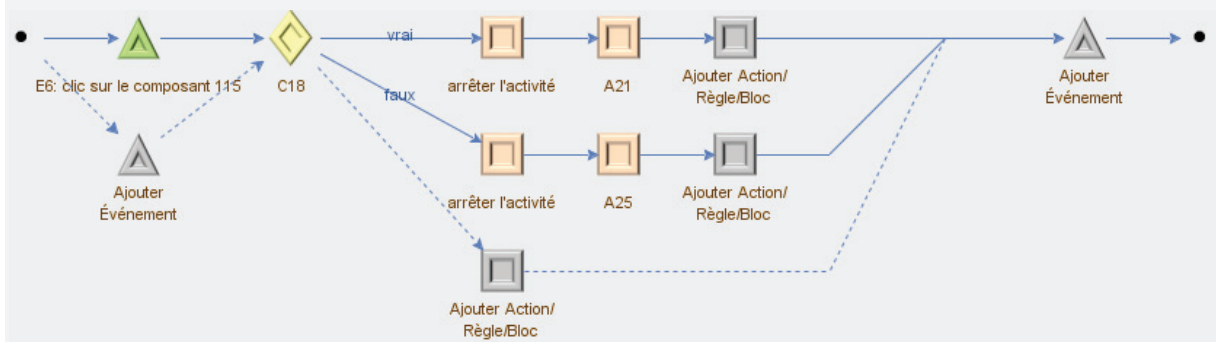 vrai
E6: clic sur le composant 115
C18
arrêter l'activité
A21
Ajouter Action/
Règle/Bloc
Ajouter
Événement
faux
Ajouter
Événement
arrêter l'activité
A25
Ajouter Action/
Règle/Bloc
Ajouter Action/
Règle/Bloc